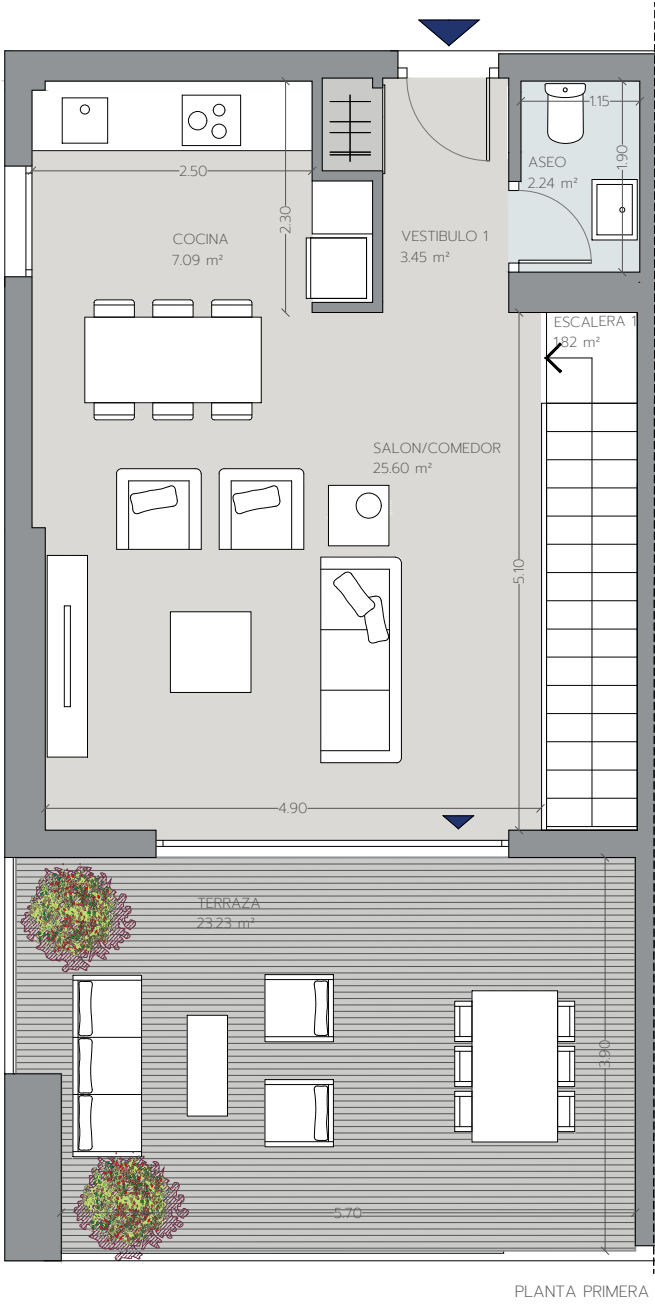 1.15
ASEO
2.24 m²
1.90
2.50
2.30
COCINA
7.09 m²
VESTIBULO 1
3.45 m²
ESCALERA 1
1.82 m²
SALON/COMEDOR
25.60 m²
5.10
4.90
TERRAZA
23.23 m²
3.90
5.70
PLANTA PRIMERA